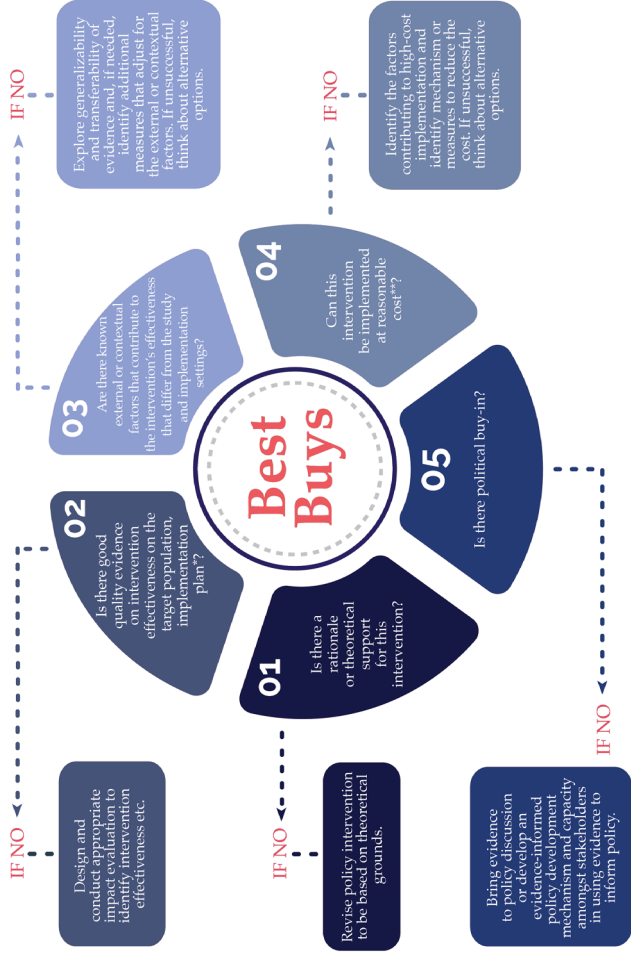 Best
Buys
01
Is there a
rationale
or theoretical
support
for this
intervention?
IF NO
Revise policy intervention
to be based on theoretical
grounds.
02
Is there good
quality evidence
on intervention
effectiveness on the
target population,
implementation
plan*?
IF NO
Design and
conduct appropriate
impact evaluation to
identify intervention
effectiveness etc.
03
Are there known
external or contextual
factors that contribute to
the intervention's effectiveness
that differ from the study
and implementation
settings?
IF NO
Explore generalizability
and transferability of
evidence and, if needed,
identify additional
measures that adjust for
the external or contextual
factors. If unsuccessful,
think about alternative
options.
04
Can this
intervention
be implemented
at reasonable
cost**?
IF NO
Identify the factors
contributing to high-cost
implementation and
identify mechanism or
measures to reduce the
cost. If unsuccessful,
think about alternative
options.
05
Is there political buy-in?
IF NO
Bring evidence
to policy discussion
or develop an
evidence-informed
policy development
mechanism and capacity
amongst stakeholders
in using evidence to
inform policy.